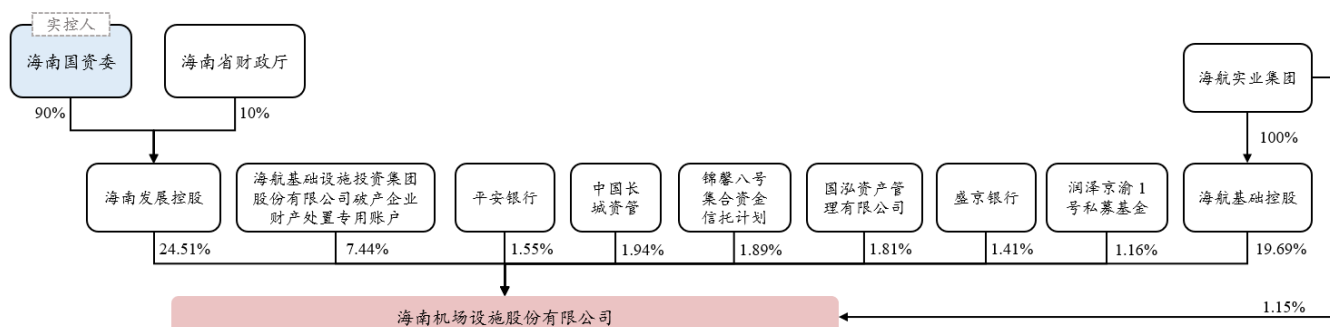 实控人
海南国资委
海南省财政厅
海航实业集团
90%
10%
100%
海南发展控股
海航基础设施投资集团
股份有限公司破产企业
财产处置专用账户
平安银行
中国长
城资管
锦馨八号
集合资金
信托计划
国泓资产管
理有限公司
盛京银行
润泽京渝1
号私募基金
海航基础控股
24.51%
7.44%
1.55%
1.94%
1.89%
1.81%
1.41%
1.16%
19.69%
海南机场设施股份有限公司
1.15%